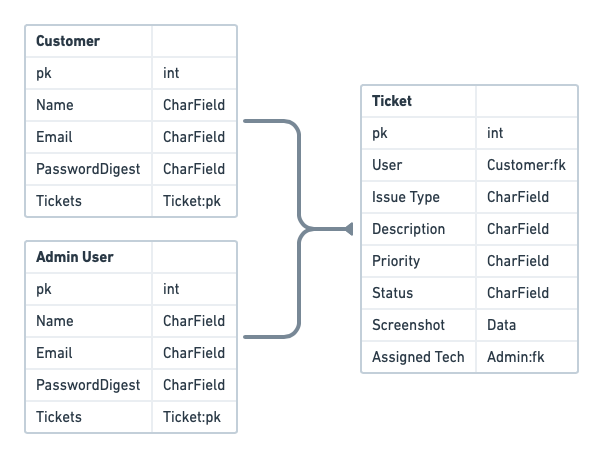 Customer
pk int
Name CharField
Email CharField
PasswordDigest CharField
Tickets Ticket:pk
Admin User
pk int
Name CharField
Email CharField
PasswordDigest CharField
Tickets Ticket:pk
Ticket
pk int
User Customer:fk
Issue Type CharField
Description CharField
Priority CharField
Status CharField
Screenshot Data
Assigned Tech Admin:fk